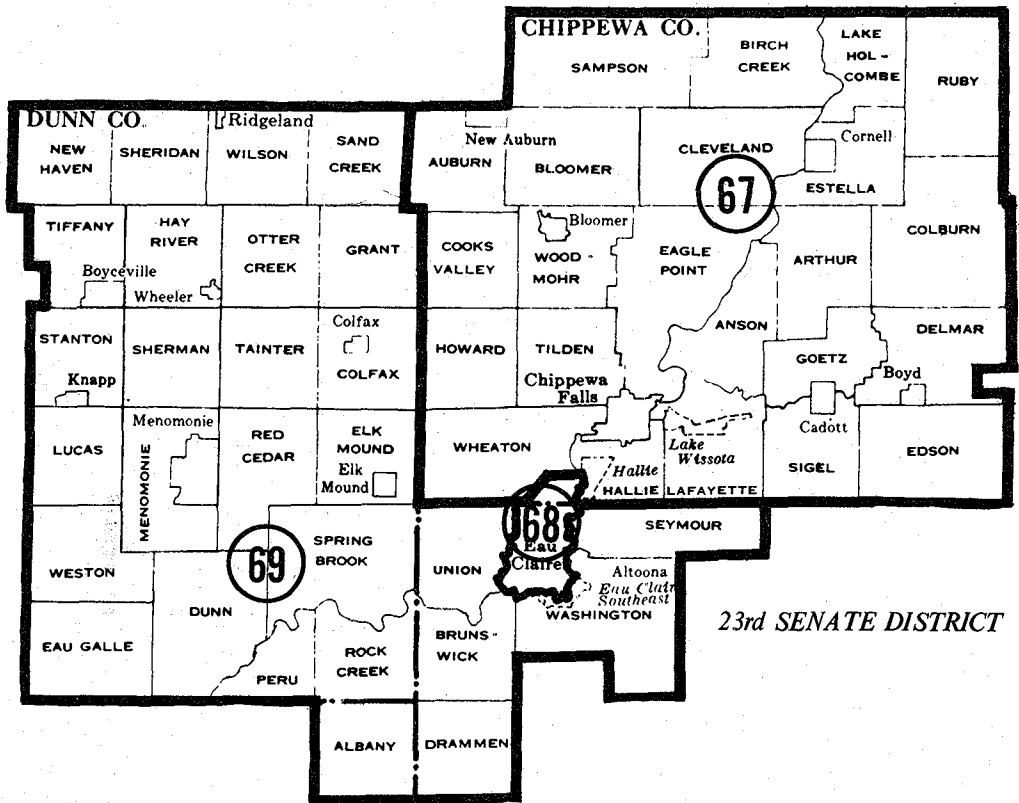 CHIPPEWA CO.
SAMPSON
BIRCH
CREEK
LAKE
HOL -
COMBE
RUBY
DUNN CO.
Ridgeland
NEW
HAVEN
SHERIDAN
WILSON
SAND
CREEK
New Auburn
AUBURN
BLOOMER
CLEVELAND
Cornell
ESTELLA
67
TIFFANY
HAY
RIVER
OTTER
CREEK
GRANT
Boyceville
Wheeler
COOKS
VALLEY
Bloomer
WOOD -
MOHR
EAGLE
POINT
ARTHUR
COLBURN
STANTON
SHERMAN
TAINTER
Colfax
COLFAX
Knapp
HOWARD
TILDEN
ANSON
GOETZ
DELMAR
Boyd
Chippewa
Falls
Cadott
LUCAS
Menomonie
MENOMONIE
RED
CEDAR
ELK
MOUND
Elk
Mound
WHEATON
Lake
Wissota
Hallie
HALLIE
LAFAYETTE
SIGEL
EDSON
WESTON
69
SPRING
BROOK
UNION
68
Eau
Claire
SEYMOUR
Altoona
Eau Clair
Southeast
WASHINGTON
23rd SENATE DISTRICT
DUNN
EAU GALLE
PERU
ROCK
CREEK
BRUNS -
WICK
ALBANY
DRAMMEN